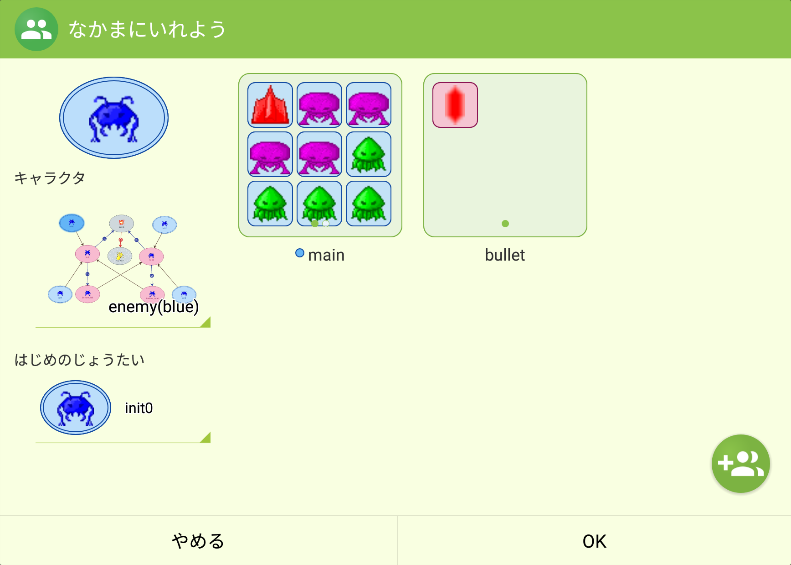 なかまにいれよう
キャラクタ
enemy(blue)
はじめのじょうたい
init0
main
bullet
やめる
OK